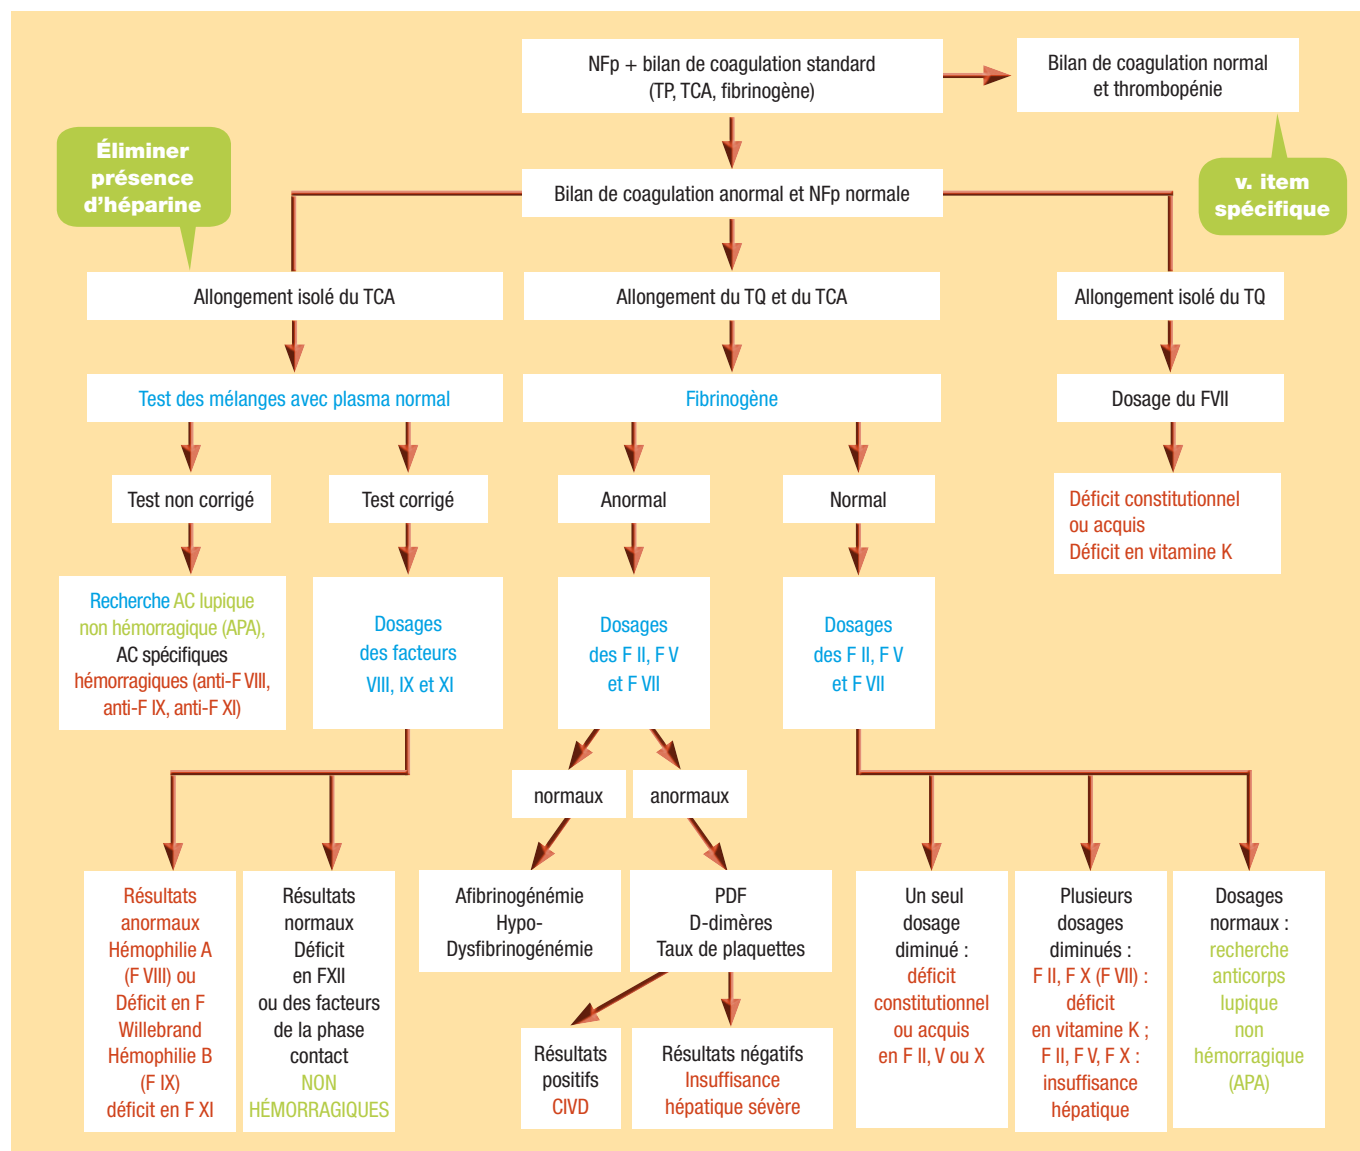 NFp + bilan de coagulation standard
(TP, TCA, fibrinogène)
Bilan de coagulation normal
et thrombopénie
Éliminer
présence
d'héparine
v. item
spécifique
Bilan de coagulation anormal et NFp normale
Allongement isolé du TCA
Allongement du TQ et du TCA
Allongement isolé du TQ
Test des mélanges avec plasma normal
Fibrinogène
Dosage du FVII
Test non corrigé
Test corrigé
Anormal
Normal
Déficit constitutionnel
ou acquis
Déficit en vitamine K
Recherche AC lupique
non hémorragique (APA),
AC spécifiques
hémorragiques (anti-F VIII,
anti-F IX, anti-F XI)
Dosages
des facteurs
VIII, IX et XI
Dosages
des F II, F V
et F VII
Dosages
des F II, F V
et F VII
normaux
anormaux
Résultats
anormaux
Hémophilie A
(F VIII) ou
Déficit en F
Willebrand
Hémophilie B
(F IX)
déficit en F XI
Résultats
normaux
Déficit
en FXII
ou des facteurs
de la phase
contact
NON
HÉMORRAGIQUES
Afibrinogénémie
Hypo-
Dysfibrinogénémie
PDF
D-dimères
Taux de plaquettes
Résultats
positifs
CIVD
Résultats négatifs
Insuffisance
hépatique sévère
Un seul
dosage
diminué :
déficit
constitutionnel
ou acquis
en F II, V ou X
Plusieurs
dosages
diminués :
F II, F X (F VII) :
déficit
en vitamine K ;
F II, F V, F X :
insuffisance
hépatique
Dosages
normaux :
recherche
anticorps
lupique
non
hémorragique
(APA)